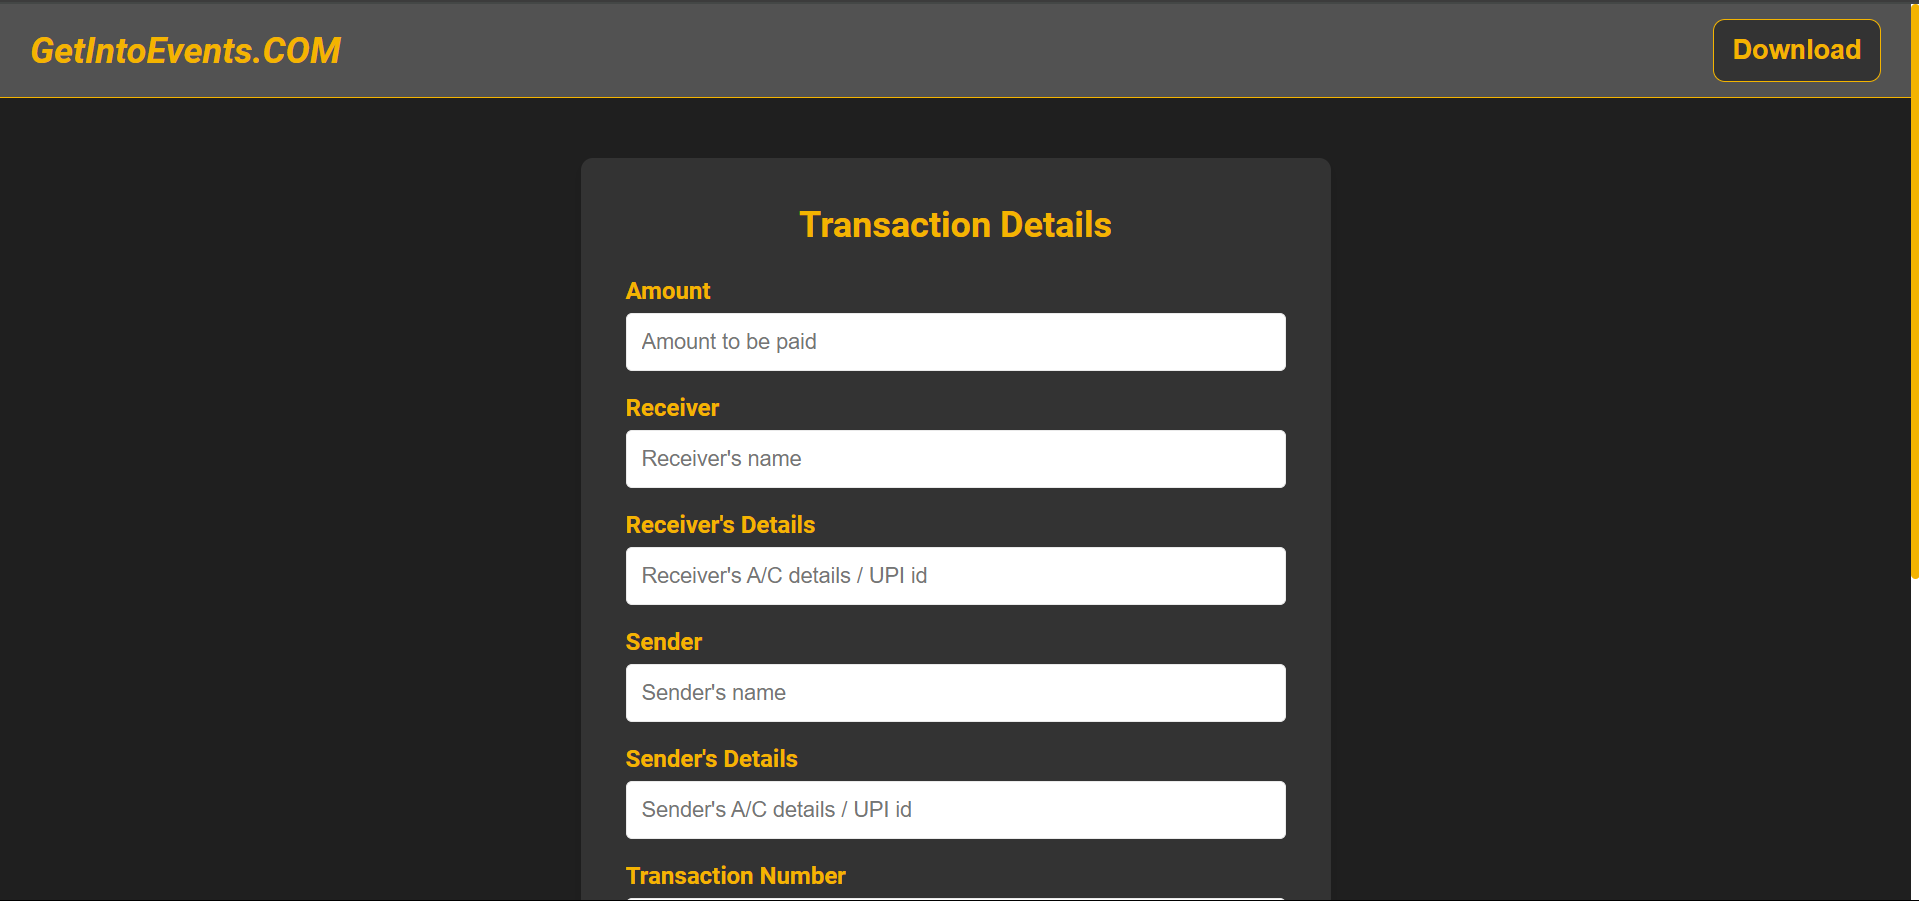 GetIntoEvents.COM
Download
Transaction Details
Amount
Amount to be paid
Receiver
Receiver's name
Receiver's Details
Receiver's A/C details / UPI id
Sender
Sender's name
Sender's Details
Sender's A/C details / UPI id
Transaction Number